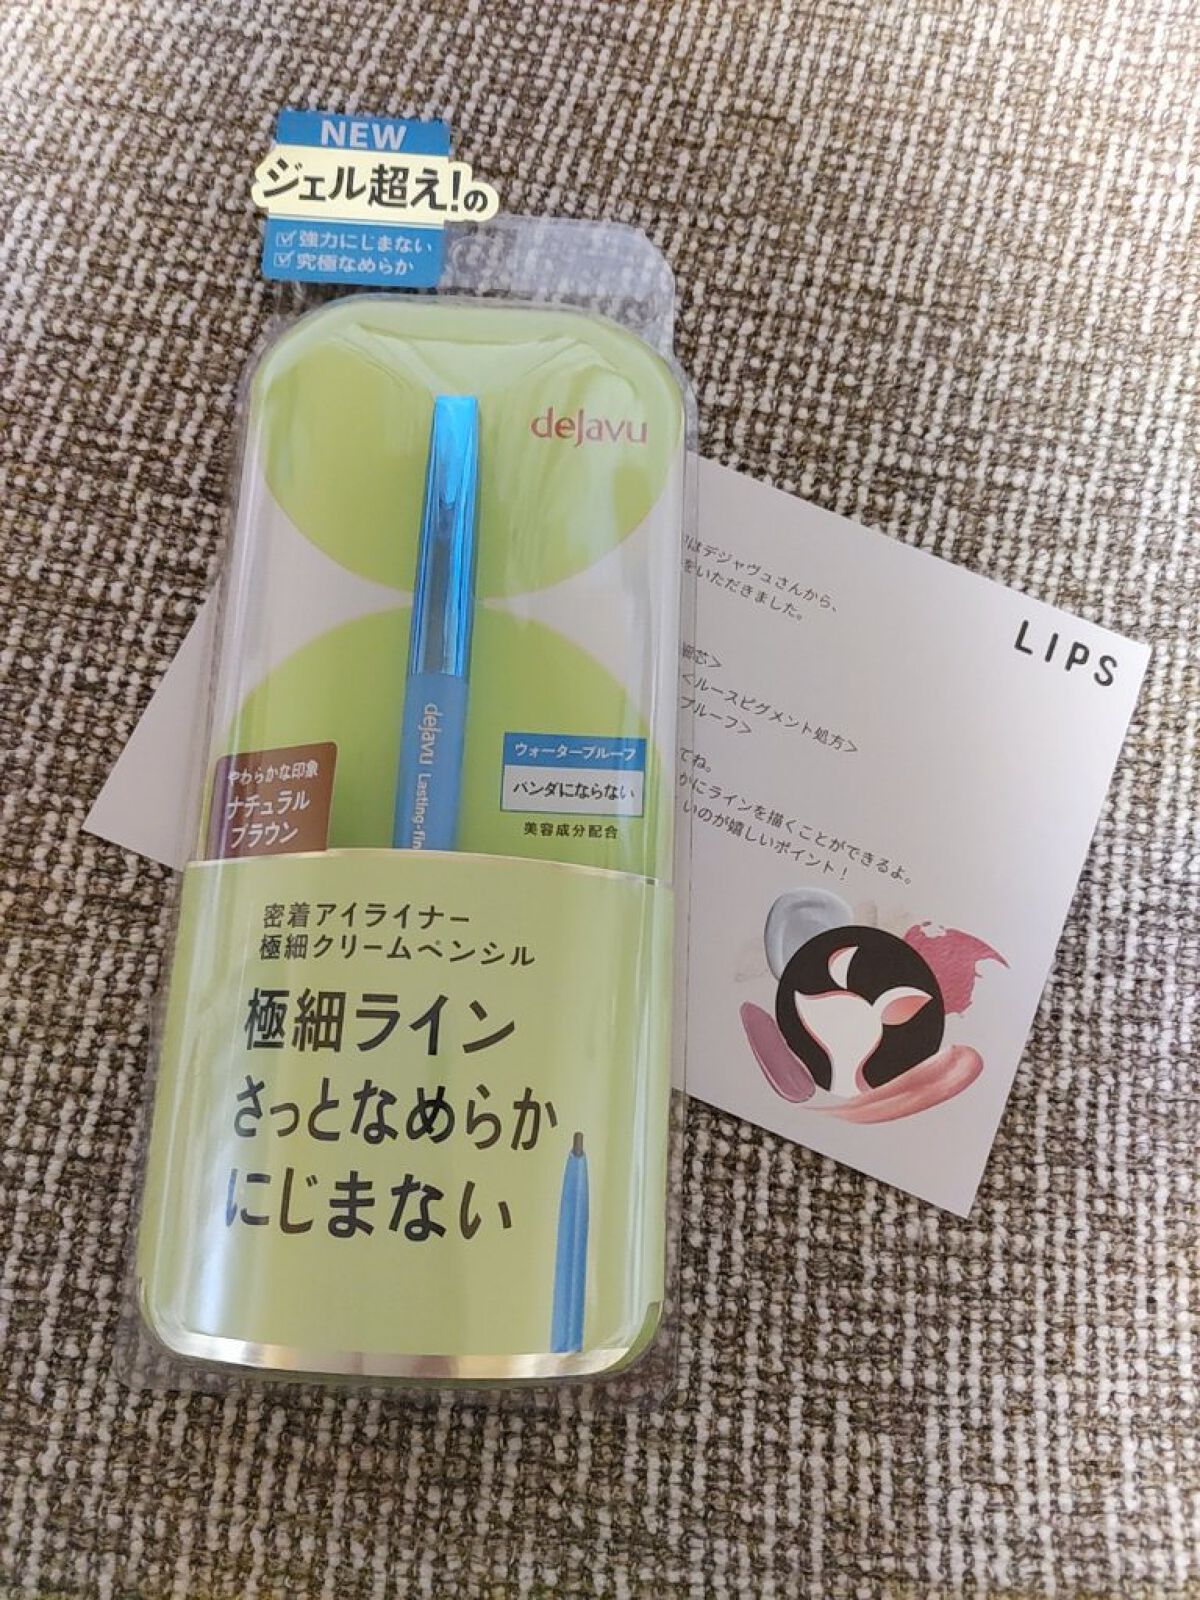 NEW
ジェル超え!の
強力にじまない
究極なめらか
dejavu
dejavu Lasting-fin
ウォータープルーフ
パンダにならない
美容成分配合
やわらかな印象
ナチュラル
ブラウン
密着アイライナー
極細クリームペンシル
極細ライン
さっとなめらか
にじまない
LIPS
はデジャヴュさんから、
をいただきました。
細芯>
<ルースピグメント処方>
プルーフ>
てね。
かにラインを描くことができるよ。
いのが嬉しいポイント!